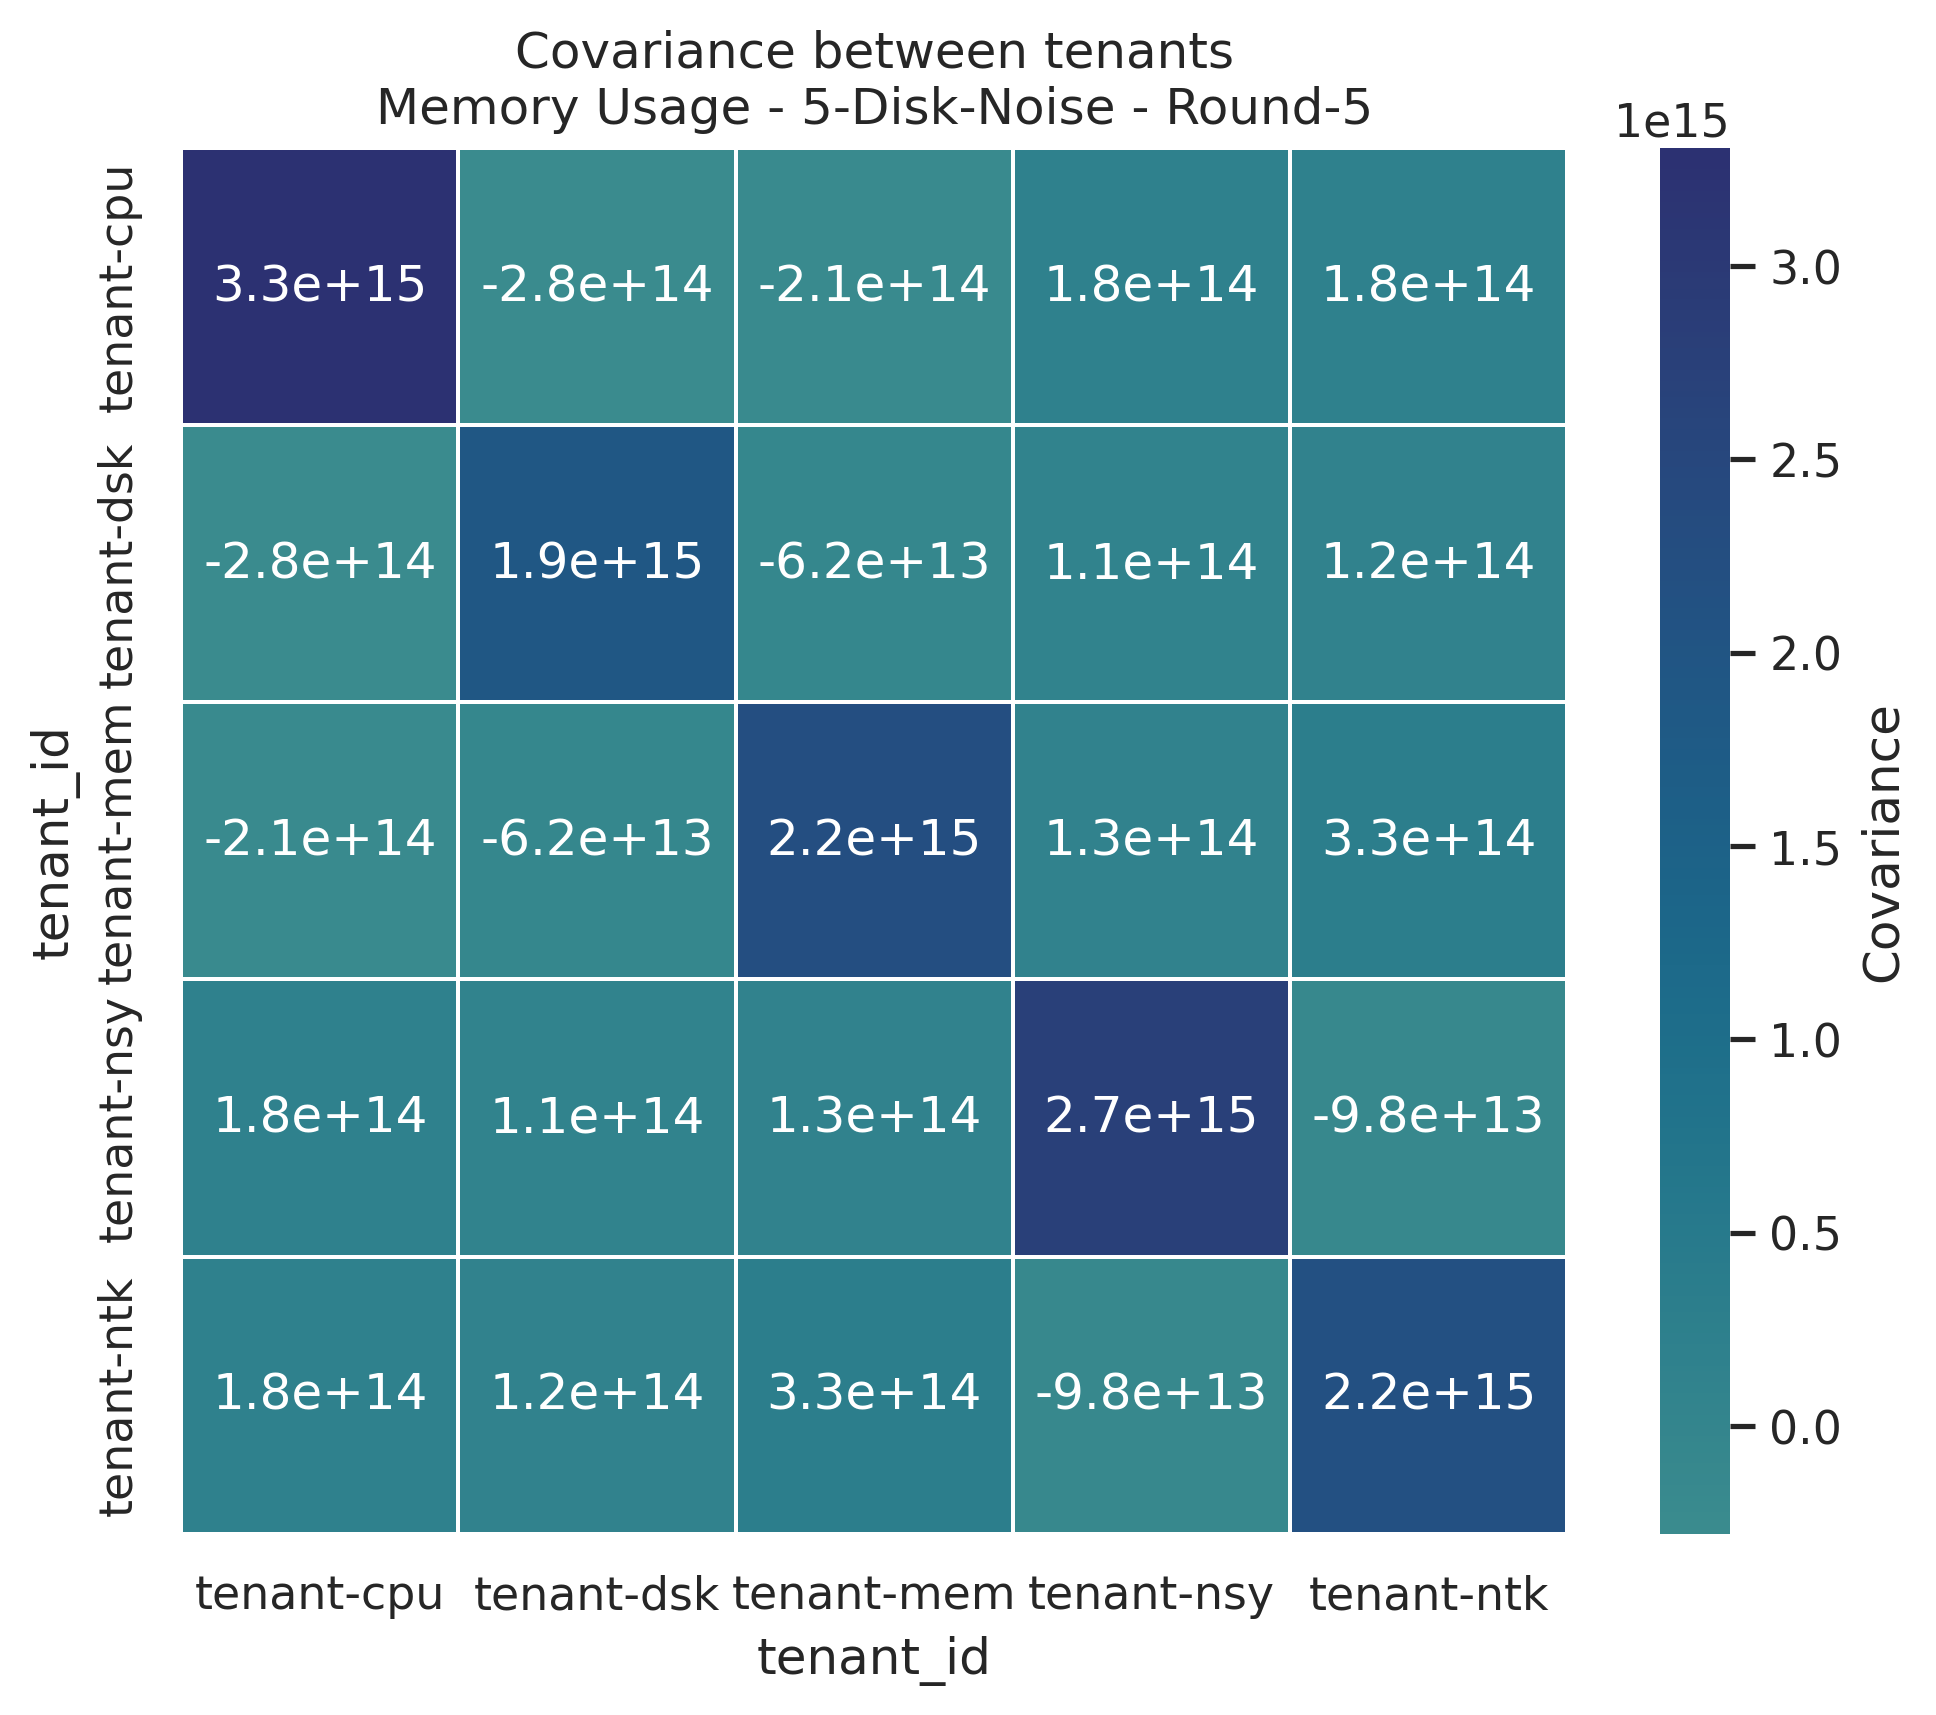 Covariance between tenants
Memory Usage - 5-Disk-Noise - Round-5
1e15
tenant_id
tenant-cpu
3.3e+15 -2.8e+14 -2.1e+14 1.8e+14 1.8e+14
tenant-dsk
-2.8e+14 1.9e+15 -6.2e+13 1.1e+14 1.2e+14
tenant-mem
-2.1e+14 -6.2e+13 2.2e+15 1.3e+14 3.3e+14
tenant-nsy
1.8e+14 1.1e+14 1.3e+14 2.7e+15 -9.8e+13
tenant-ntk
1.8e+14 1.2e+14 3.3e+14 -9.8e+13 2.2e+15
tenant-cpu tenant-dsk tenant-mem tenant-nsy tenant-ntk
tenant_id
3.0
2.5
2.0
1.5
1.0
0.5
0.0
Covariance